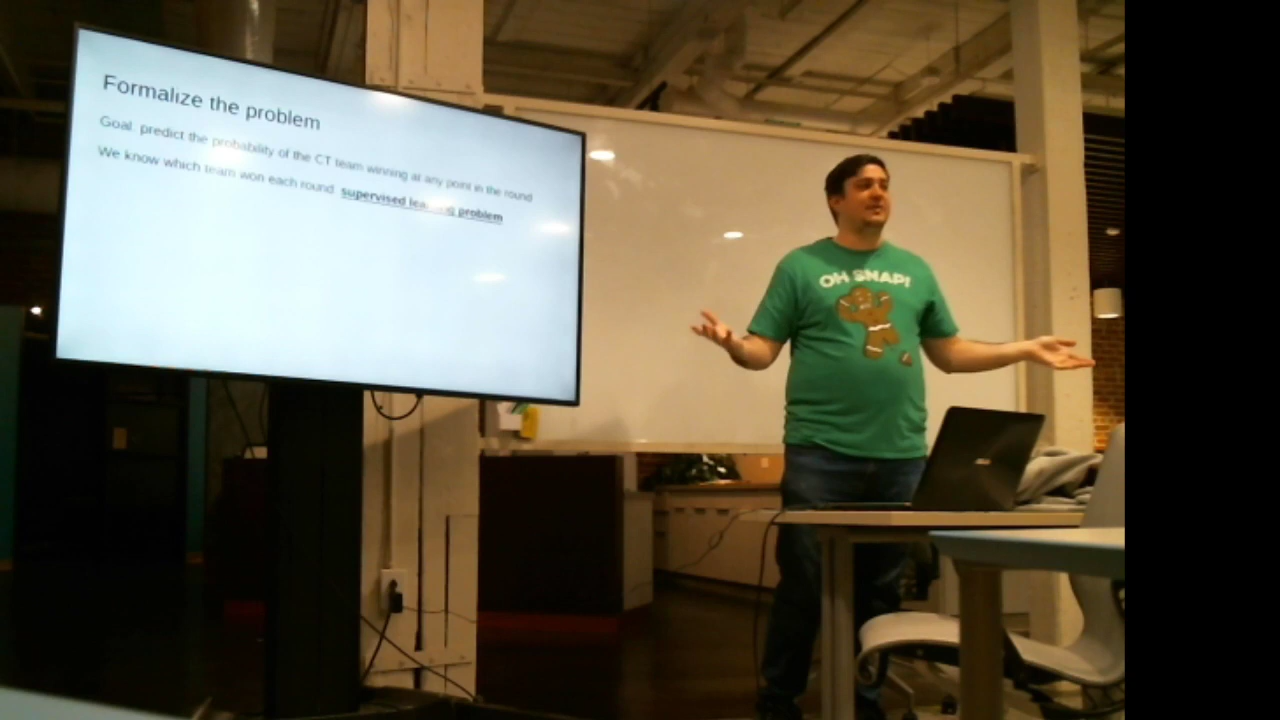 Formalize the problem
Goal: predict the probability of the CT team winning at any point in the round
We know which team won each round supervised learning problem
OH SNAP!